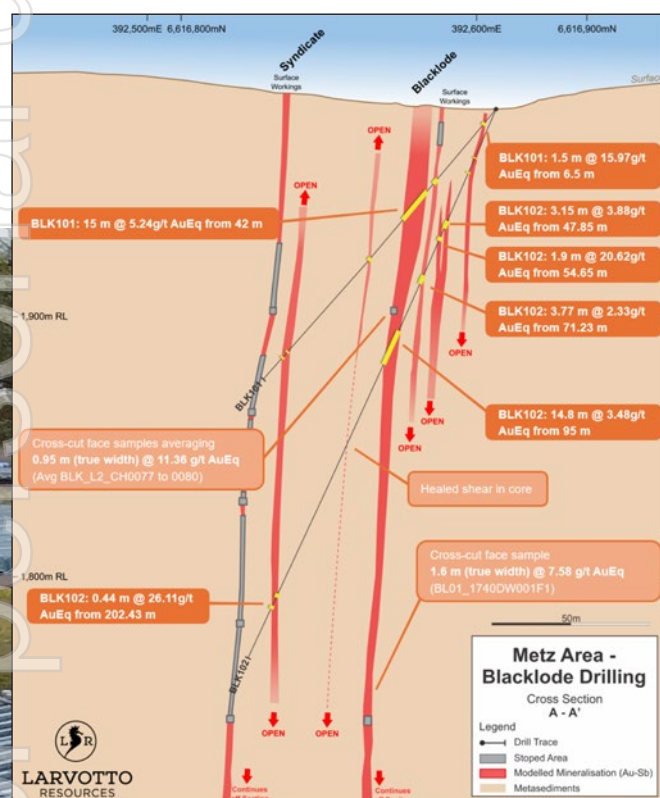 392,500mE 6,616,800mN
392,600mE
6,616,900mN
Syndicate
Surface
Workings
Blacklode
Surface
Workings
Surface
OPEN
OPEN
BLK101: 1.5 m @ 15.97g/t
AuEq from 6.5 m
BLK101: 15 m @ 5.24g/t AuEq from 42 m
BLK102: 3.15 m @ 3.88g/t
AuEq from 47.85 m
BLK102: 1.9 m @ 20.62g/t
AuEq from 54.65 m
BLK102: 3.77 m @ 2.33g/t
AuEq from 71.23 m
1,900m RL
OPEN
BLK101
OPEN
OPEN
BLK102: 14.8 m @ 3.48g/t
AuEq from 95 m
Cross-cut face samples averaging
0.95 m (true width) @ 11.36 g/t AuEq
(Avg BLK_L2_CH0077 to 0080)
Healed shear in core
Cross-cut face sample
1.6 m (true width) @ 7.58 g/t AuEq
(BL01_1740DW001F1)
1,800m RL
BLK102: 0.44 m @ 26.11g/t
AuEq from 202.43 m
50m
BLK102
OPEN
OPEN
Metz Area -
Blacklode Drilling
Cross Section
A - A'
Legend
Drill Trace
Stoped Area
Modelled Mineralisation (Au-Sb)
Metasediments
LSR
LARVOTTO
RESOURCES
Continues
Continues